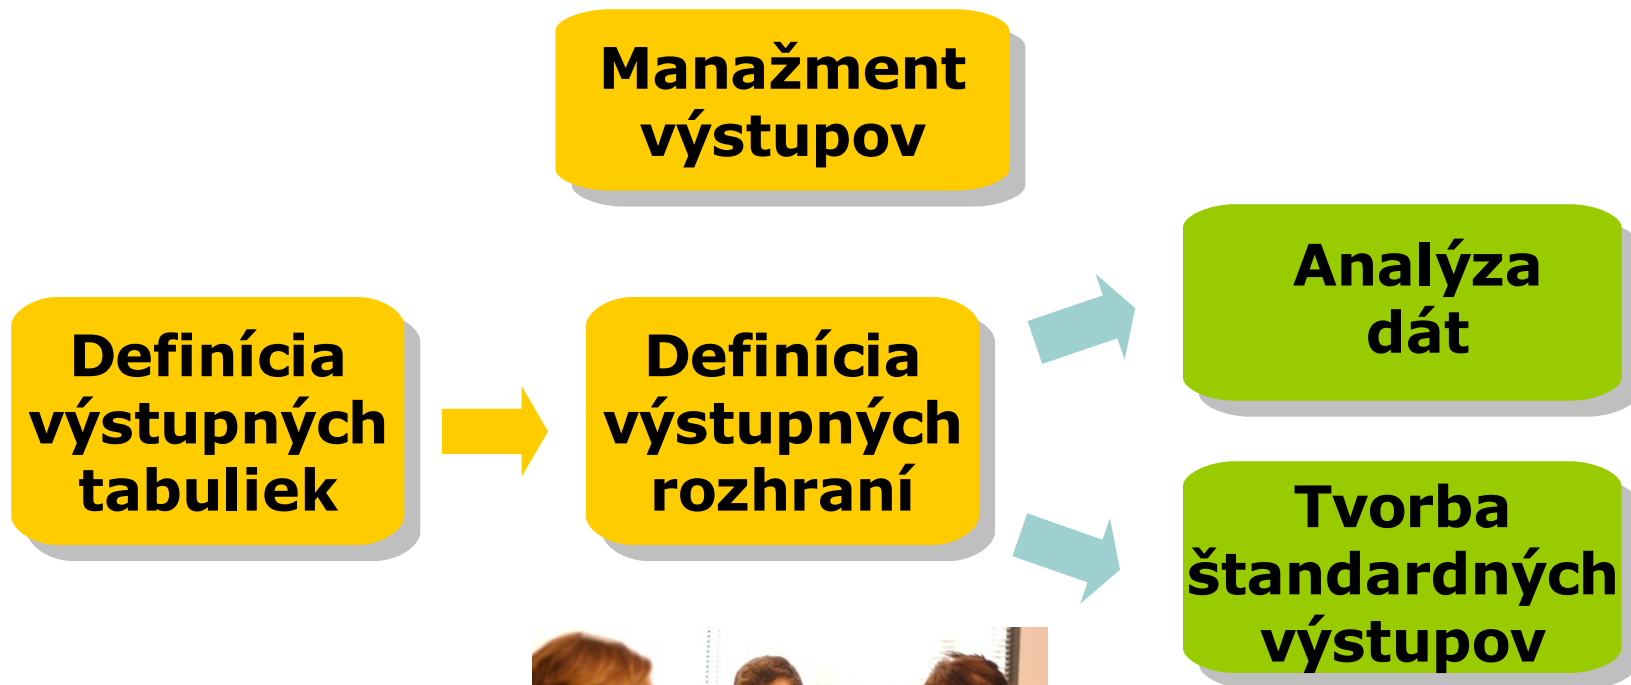 Manažment
výstupov
Definícia
výstupných
tabuliek
Definícia
výstupných
rozhraní
Analýza
dát
Tvorba
štandardných
výstupov